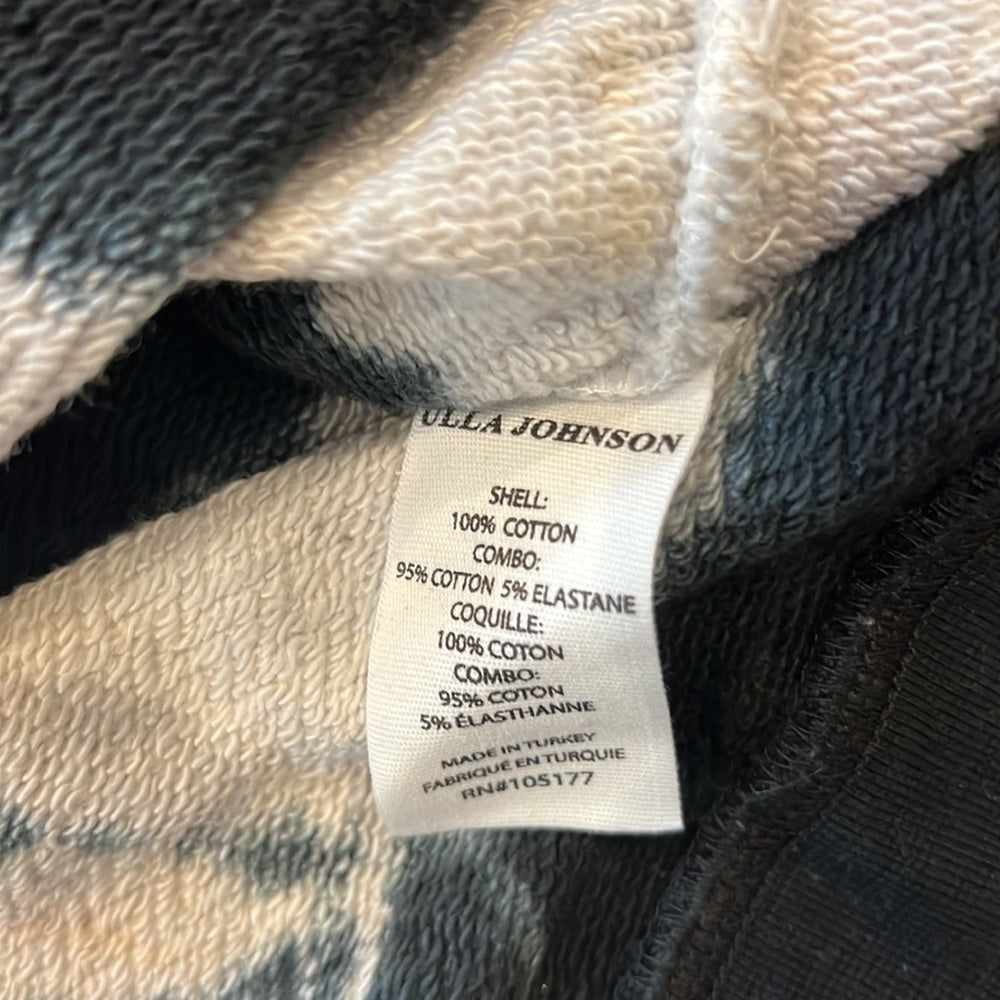 ULLA JOHNSON
SHELL:
100% COTTON
COMBO:
95% COTTON 5% ELASTANE
COQUILLE:
100% COTON
COMBO:
95% COTON
5% ÉLASTHANNE
MADE IN TURKEY
FABRIQUÉ EN TURQUIE
RN#105177